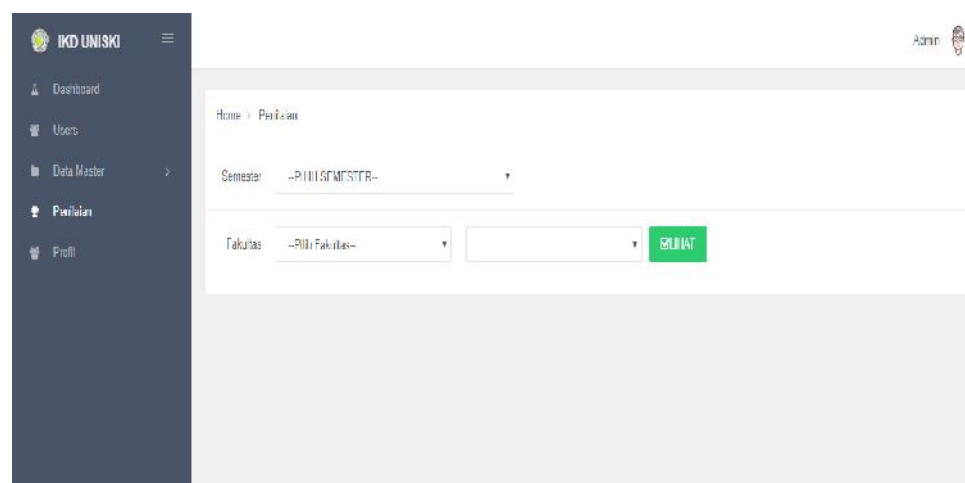 IKD UNISKI
Admin
Dashboard
Users
Data Master
Penilaian
Profil
Home > Penilaian
Semester
--PILIH SEMESTER--
Fakultas
--Pilih Fakultas--
LIHAT